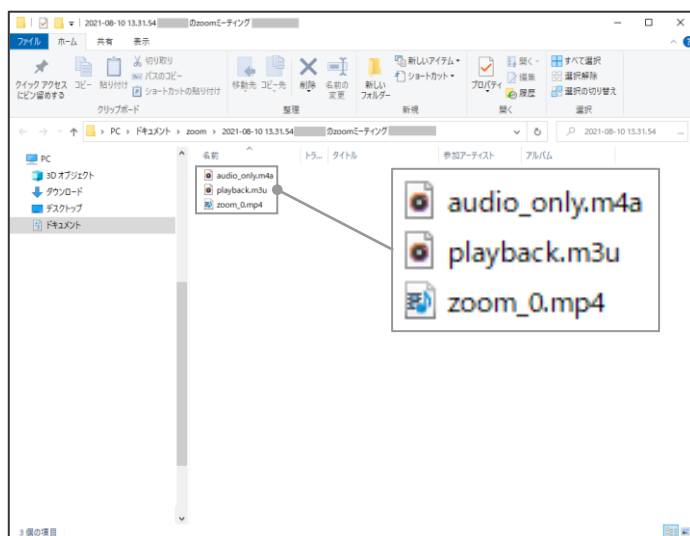 2021-08-10 13.31.54 のzoomミーティング
ファイル ホーム 共有 表示
クイック アクセス
にピン留めする
コピー
貼り付け
切り取り
パスのコピー
ショートカットの貼り付け
クリップボード
移動先
コピー先
削除
名前の
変更
整理
新しい
フォルダー
新しいアイテム
ショートカット
新規
プロパティ
開く
編集
履歴
開く
すべて選択
選択解除
選択の切り替え
選択
PC > ドキュメント > zoom > 2021-08-10 13.31.54 のzoomミーティング
2021-08-10 13.31.54 ...
PC
3D オブジェクト
ダウンロード
デスクトップ
ドキュメント
名前 トラ... タイトル 参加アーティスト アルバム
audio_only.m4a
playback.m3u
zoom_0.mp4
audio_only.m4a
playback.m3u
zoom_0.mp4
3 個の項目